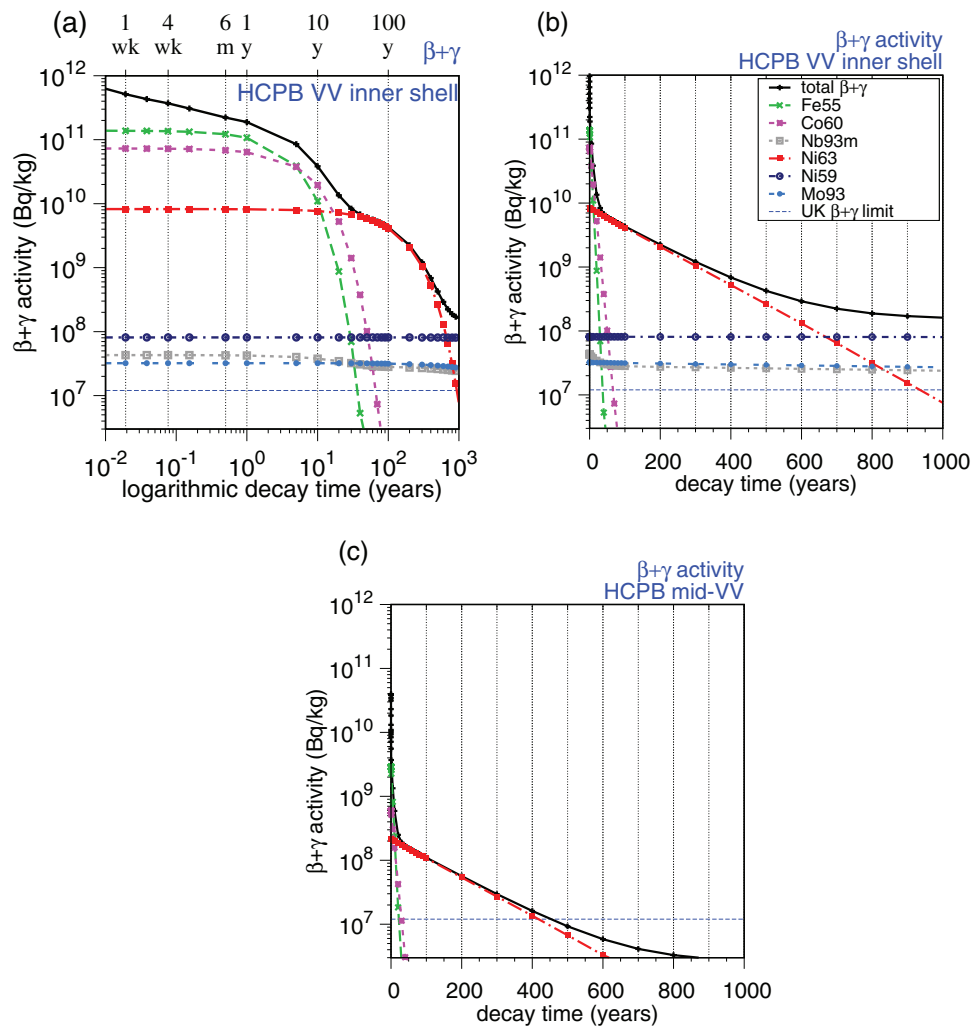 (a)
1 4 6 1 10 100
wk wk m y y y
β+γ
HCPB VV inner shell
10¹²
10¹¹
10¹⁰
10⁹
10⁸
10⁷
β+γ activity (Bq/kg)
10⁻² 10⁻¹ 10⁰ 10¹ 10² 10³
logarithmic decay time (years)
(b)
β+γ activity
HCPB VV inner shell
total β+γ
Fe55
Co60
Nb93m
Ni63
Ni59
Mo93
UK β+γ limit
10¹²
10¹¹
10¹⁰
10⁹
10⁸
10⁷
β+γ activity (Bq/kg)
0 200 400 600 800 1000
decay time (years)
(c)
β+γ activity
HCPB mid-VV
10¹²
10¹¹
10¹⁰
10⁹
10⁸
10⁷
β+γ activity (Bq/kg)
0 200 400 600 800 1000
decay time (years)